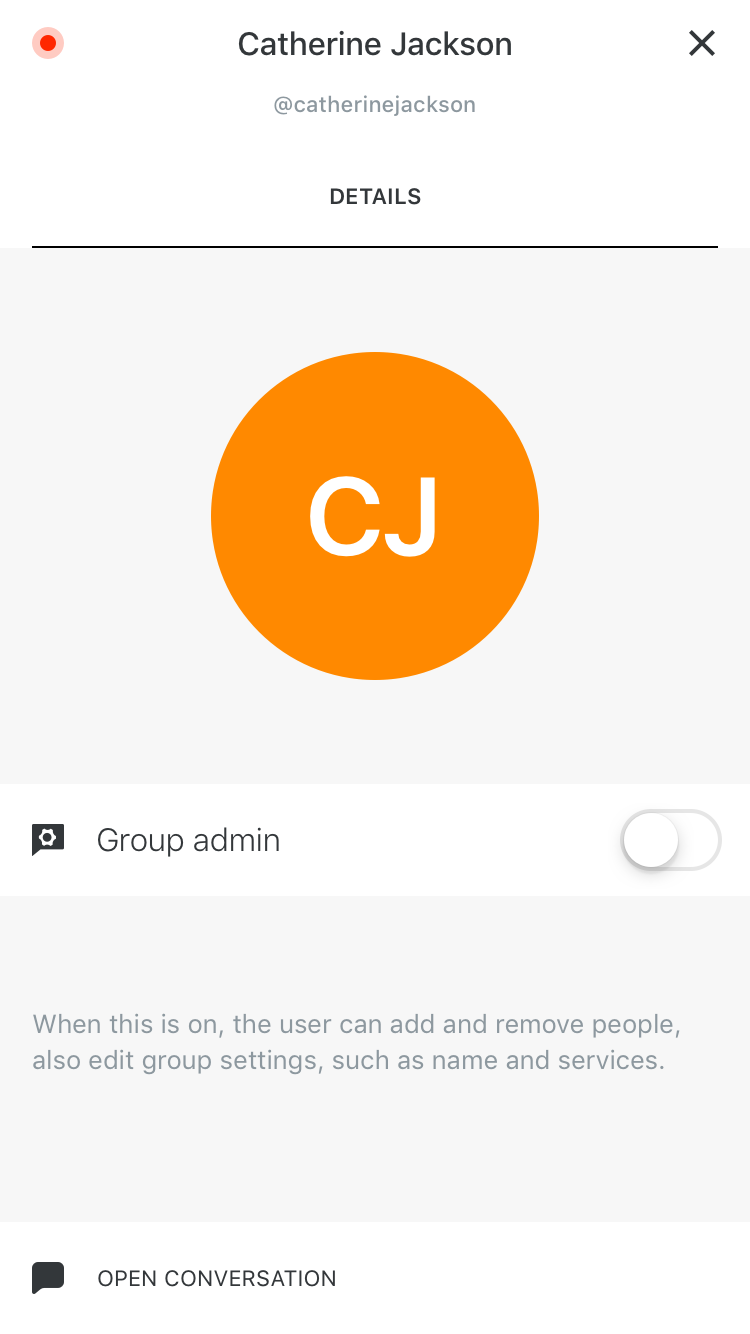 Catherine Jackson
@catherinejackson
DETAILS
CJ
Group admin
When this is on, the user can add and remove people,
also edit group settings, such as name and services.
OPEN CONVERSATION